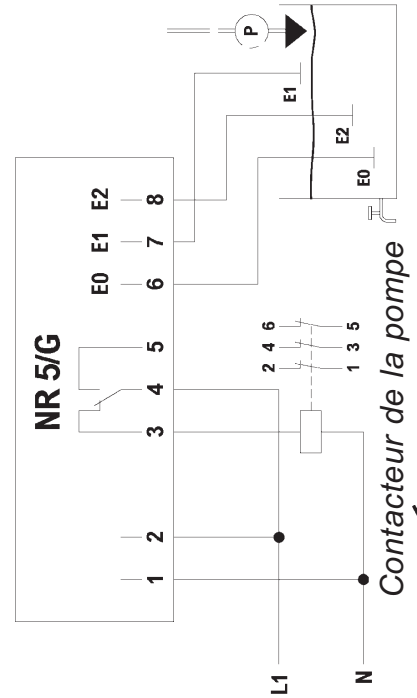 NR 5/G
E0 E1 E2
1 2 3 4 5 6 7 8
L1
N
2 4 6
1 3 5
E0 E2 E1
P
Contacteur de la pompe